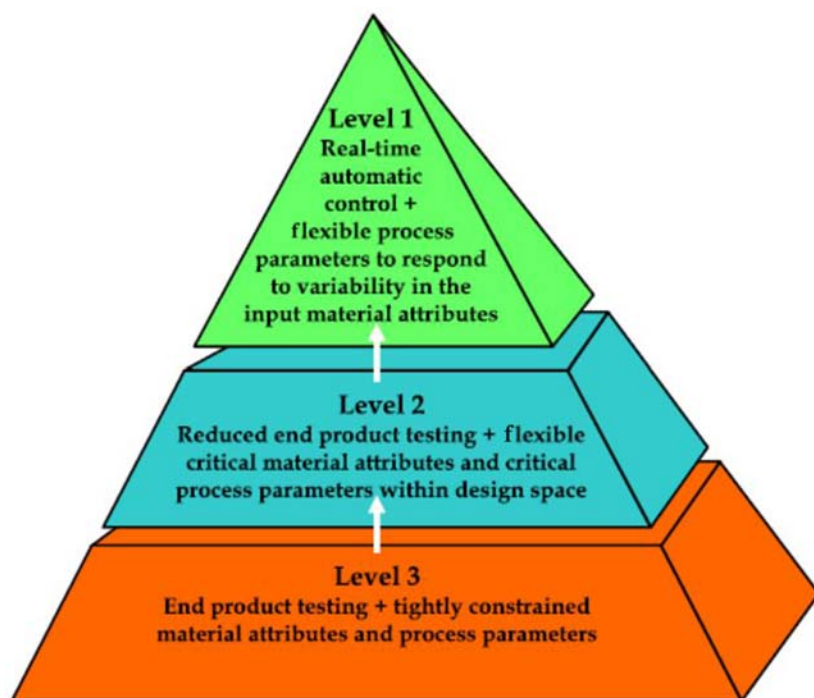 Level 1
Real-time
automatic
control +
flexible process
parameters to respond
to variability in the
input material attributes
Level 2
Reduced end product testing + flexible
critical material attributes and critical
process parameters within design space
Level 3
End product testing + tightly constrained
material attributes and process parameters